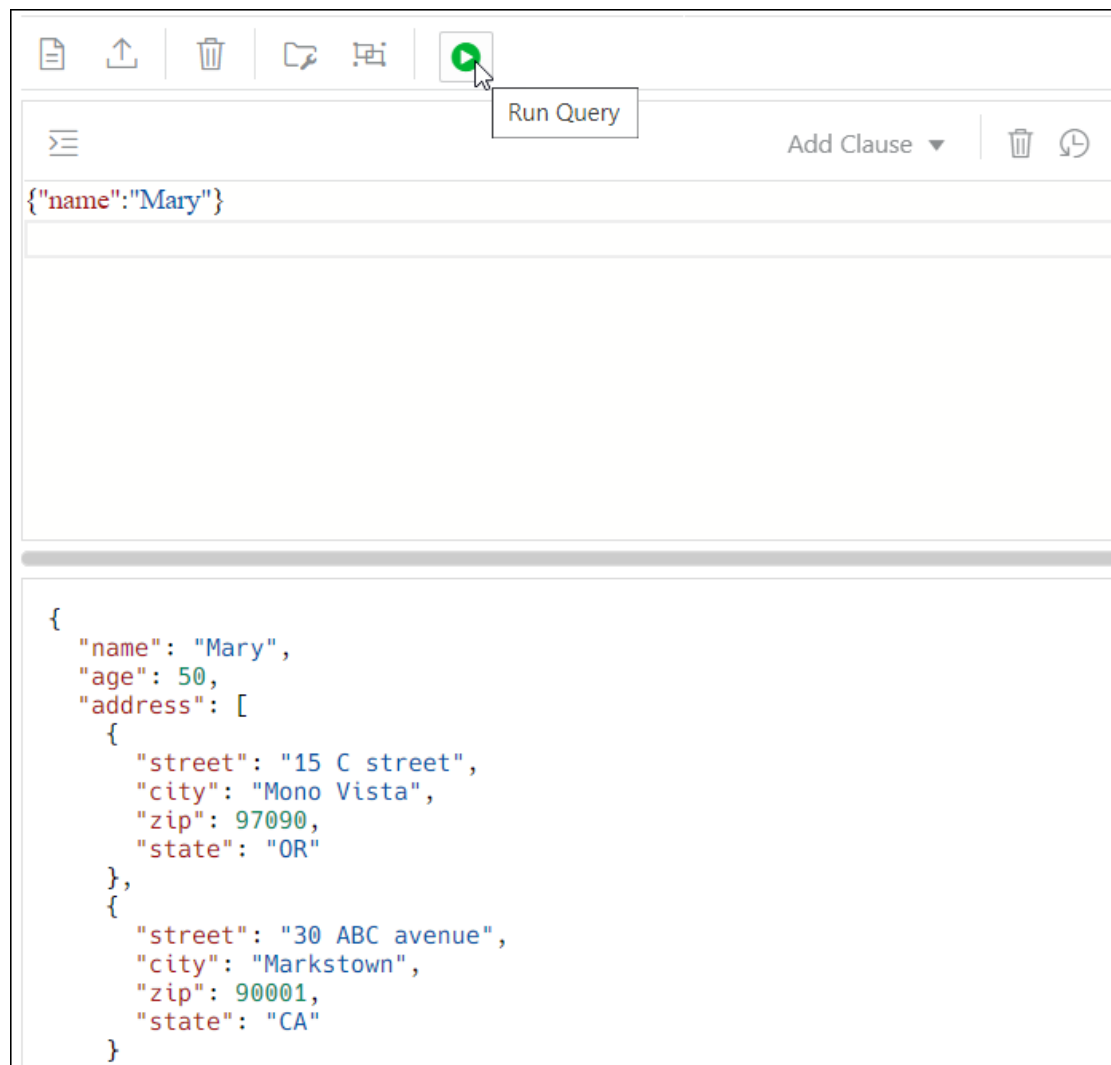 Run Query
Add Clause
{"name":"Mary"}
{
  "name": "Mary",
  "age": 50,
  "address": [
    {
      "street": "15 C street",
      "city": "Mono Vista",
      "zip": 97090,
      "state": "OR"
    },
    {
      "street": "30 ABC avenue",
      "city": "Markstown",
      "zip": 90001,
      "state": "CA"
    }